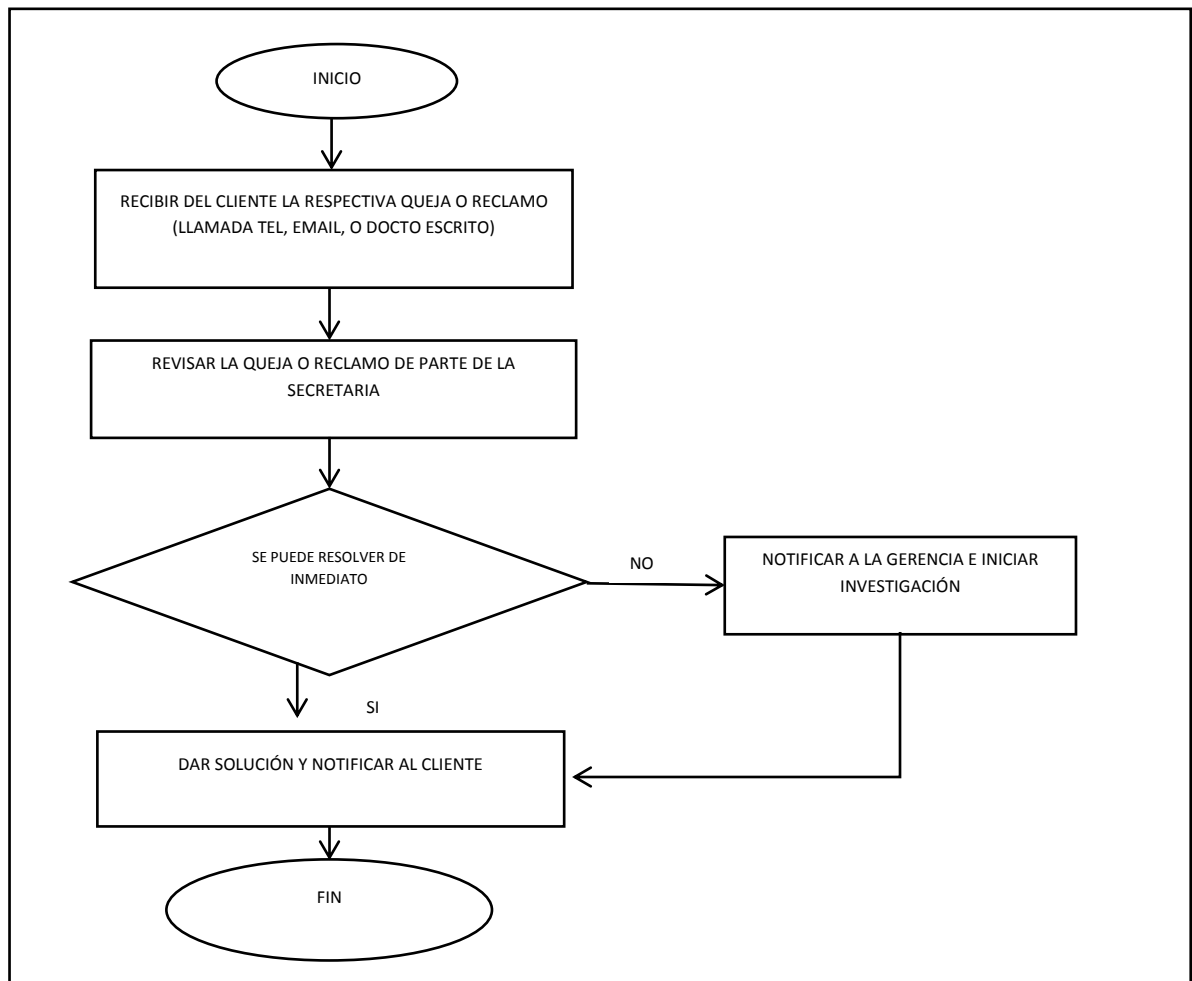 INICIO
RECIBIR DEL CLIENTE LA RESPECTIVA QUEJA O RECLAMO
(LLAMADA TEL, EMAIL, O DOCTO ESCRITO)
REVISAR LA QUEJA O RECLAMO DE PARTE DE LA
SECRETARIA
SE PUEDE RESOLVER DE
INMEDIATO
NO
NOTIFICAR A LA GERENCIA E INICIAR
INVESTIGACIÓN
SI
DAR SOLUCIÓN Y NOTIFICAR AL CLIENTE
FIN